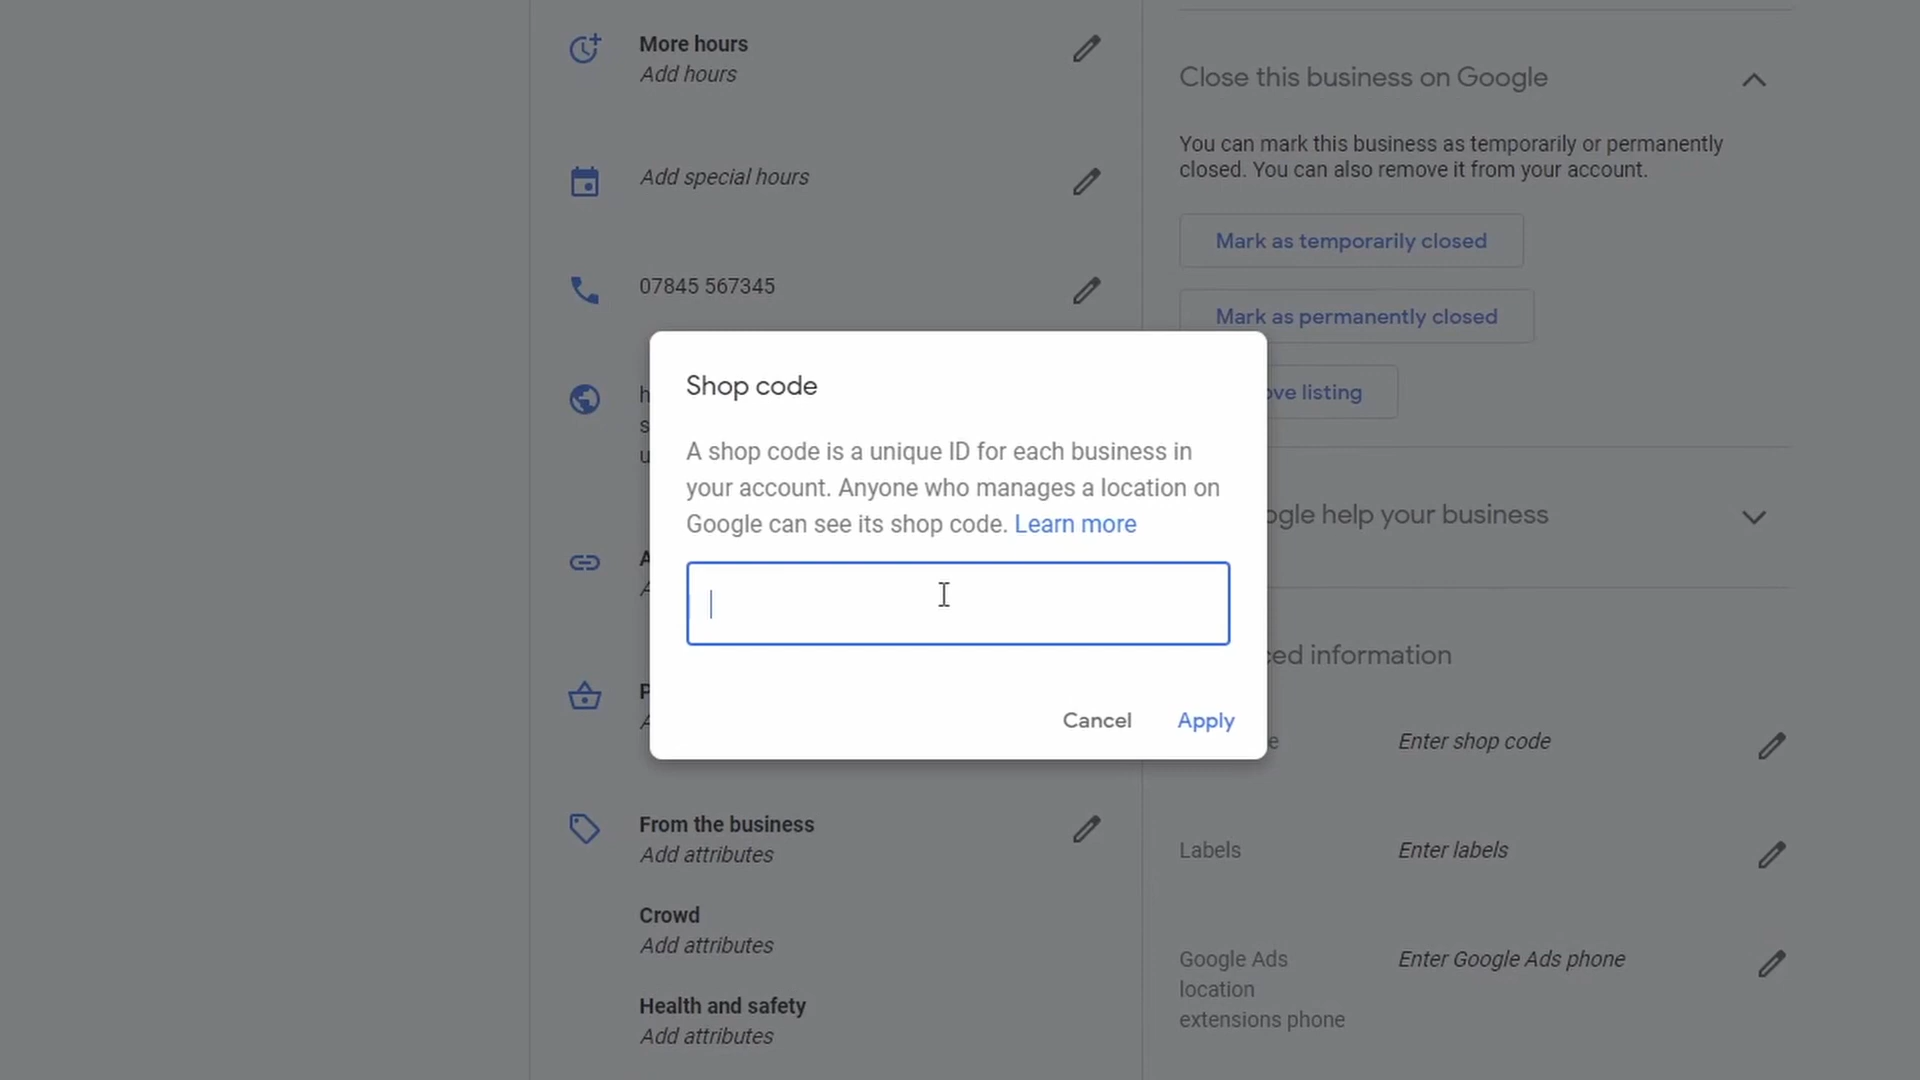 More hours
Add hours
Add special hours
07845 567345
From the business
Add attributes
Crowd
Add attributes
Health and safety
Add attributes
Shop code
A shop code is a unique ID for each business in
your account. Anyone who manages a location on
Google can see its shop code. Learn more
Cancel Apply
Close this business on Google
You can mark this business as temporarily or permanently
closed. You can also remove it from your account.
Mark as temporarily closed
Mark as permanently closed
listing
help your business
information
Enter shop code
Labels Enter labels
Google Ads Enter Google Ads phone
location
extensions phone